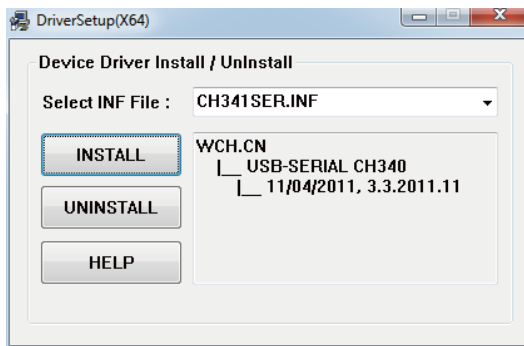 DriverSetup(X64)
Device Driver Install / UnInstall
Select INF File :
CH341SER.INF
INSTALL
UNINSTALL
HELP
WCH.CN
|__ USB-SERIAL CH340
|__ 11/04/2011, 3.3.2011.11